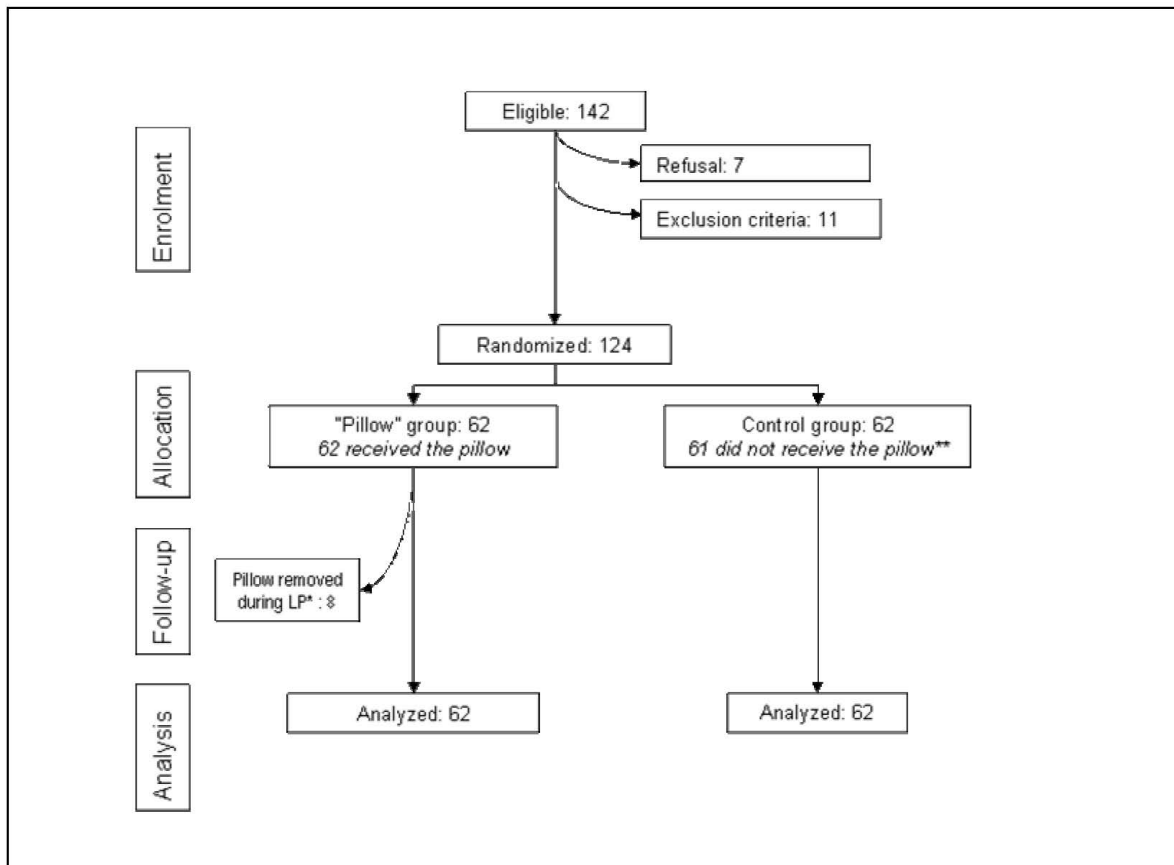 Enrolment
Eligible: 142
Refusal: 7
Exclusion criteria: 11
Randomized: 124
Allocation
"Pillow" group: 62
62 received the pillow
Control group: 62
61 did not receive the pillow**
Follow-up
Pillow removed
during LP* : 8
Analysis
Analyzed: 62
Analyzed: 62